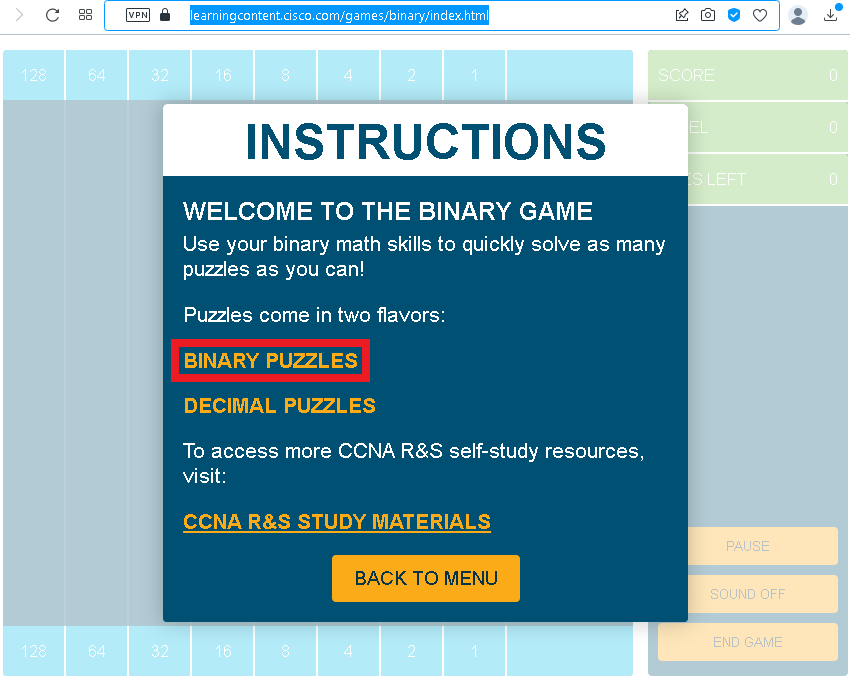 VPN learningcontent.cisco.com/games/binary/index.html
128 64 32 16 8 4 2 1
SCORE 0
EL 0
ES LEFT 0
INSTRUCTIONS
WELCOME TO THE BINARY GAME
Use your binary math skills to quickly solve as many
puzzles as you can!
Puzzles come in two flavors:
BINARY PUZZLES
DECIMAL PUZZLES
To access more CCNA R&S self-study resources,
visit:
CCNA R&S STUDY MATERIALS
BACK TO MENU
PAUSE
SOUND OFF
END GAME
128 64 32 16 8 4 2 1